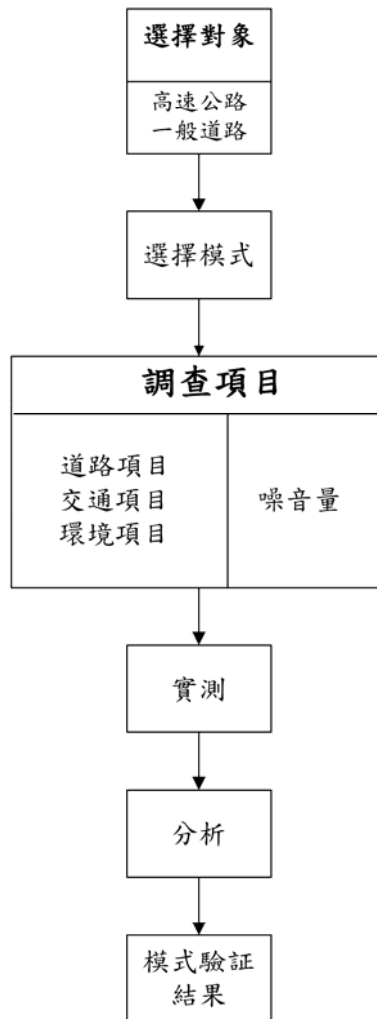 選擇對象
高速公路
一般道路
選擇模式
調查項目
道路項目
交通項目
環境項目
噪音量
實測
分析
模式驗証
結果